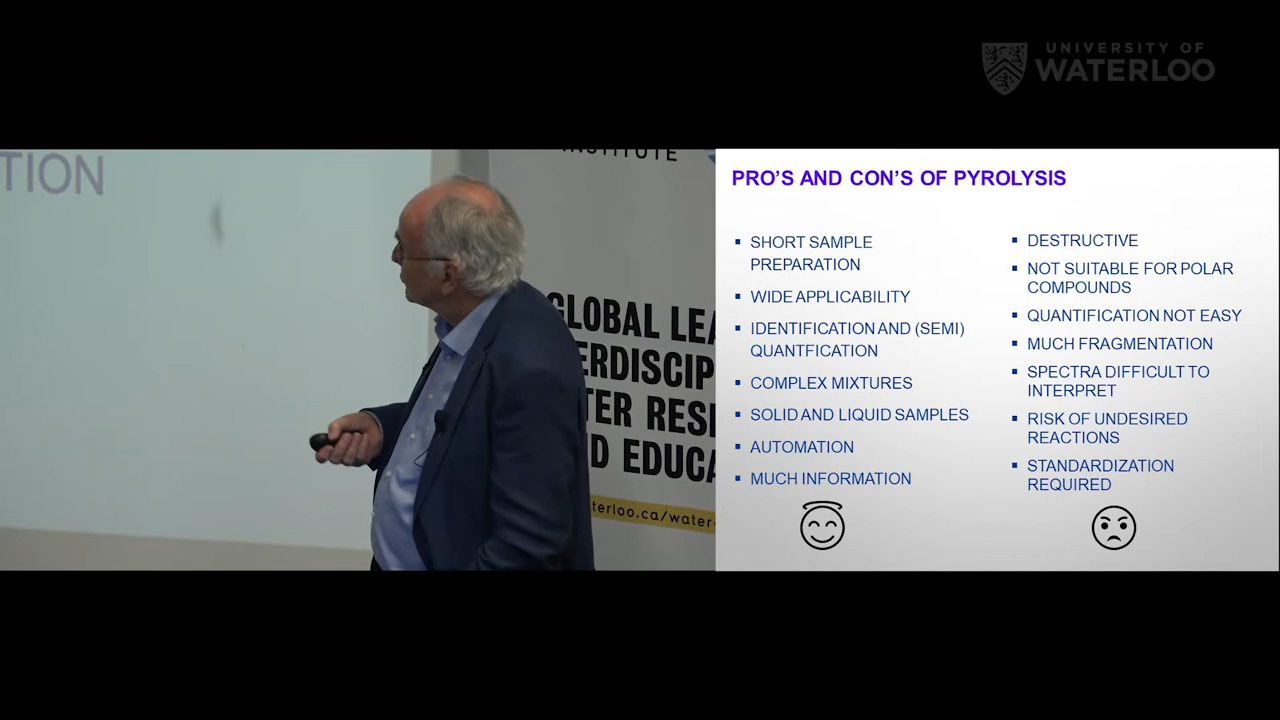 UNIVERSITY OF
WATERLOO
TION
INSTITUTE
GLOBAL LEA
ERDISCIP
TER RESE
D EDUCA
terloo.ca/water-
PRO'S AND CON'S OF PYROLYSIS
▪ SHORT SAMPLE
PREPARATION
▪ WIDE APPLICABILITY
▪ IDENTIFICATION AND (SEMI)
QUANTFICATION
▪ COMPLEX MIXTURES
▪ SOLID AND LIQUID SAMPLES
▪ AUTOMATION
▪ MUCH INFORMATION
▪ DESTRUCTIVE
▪ NOT SUITABLE FOR POLAR
COMPOUNDS
▪ QUANTIFICATION NOT EASY
▪ MUCH FRAGMENTATION
▪ SPECTRA DIFFICULT TO
INTERPRET
▪ RISK OF UNDESIRED
REACTIONS
▪ STANDARDIZATION
REQUIRED